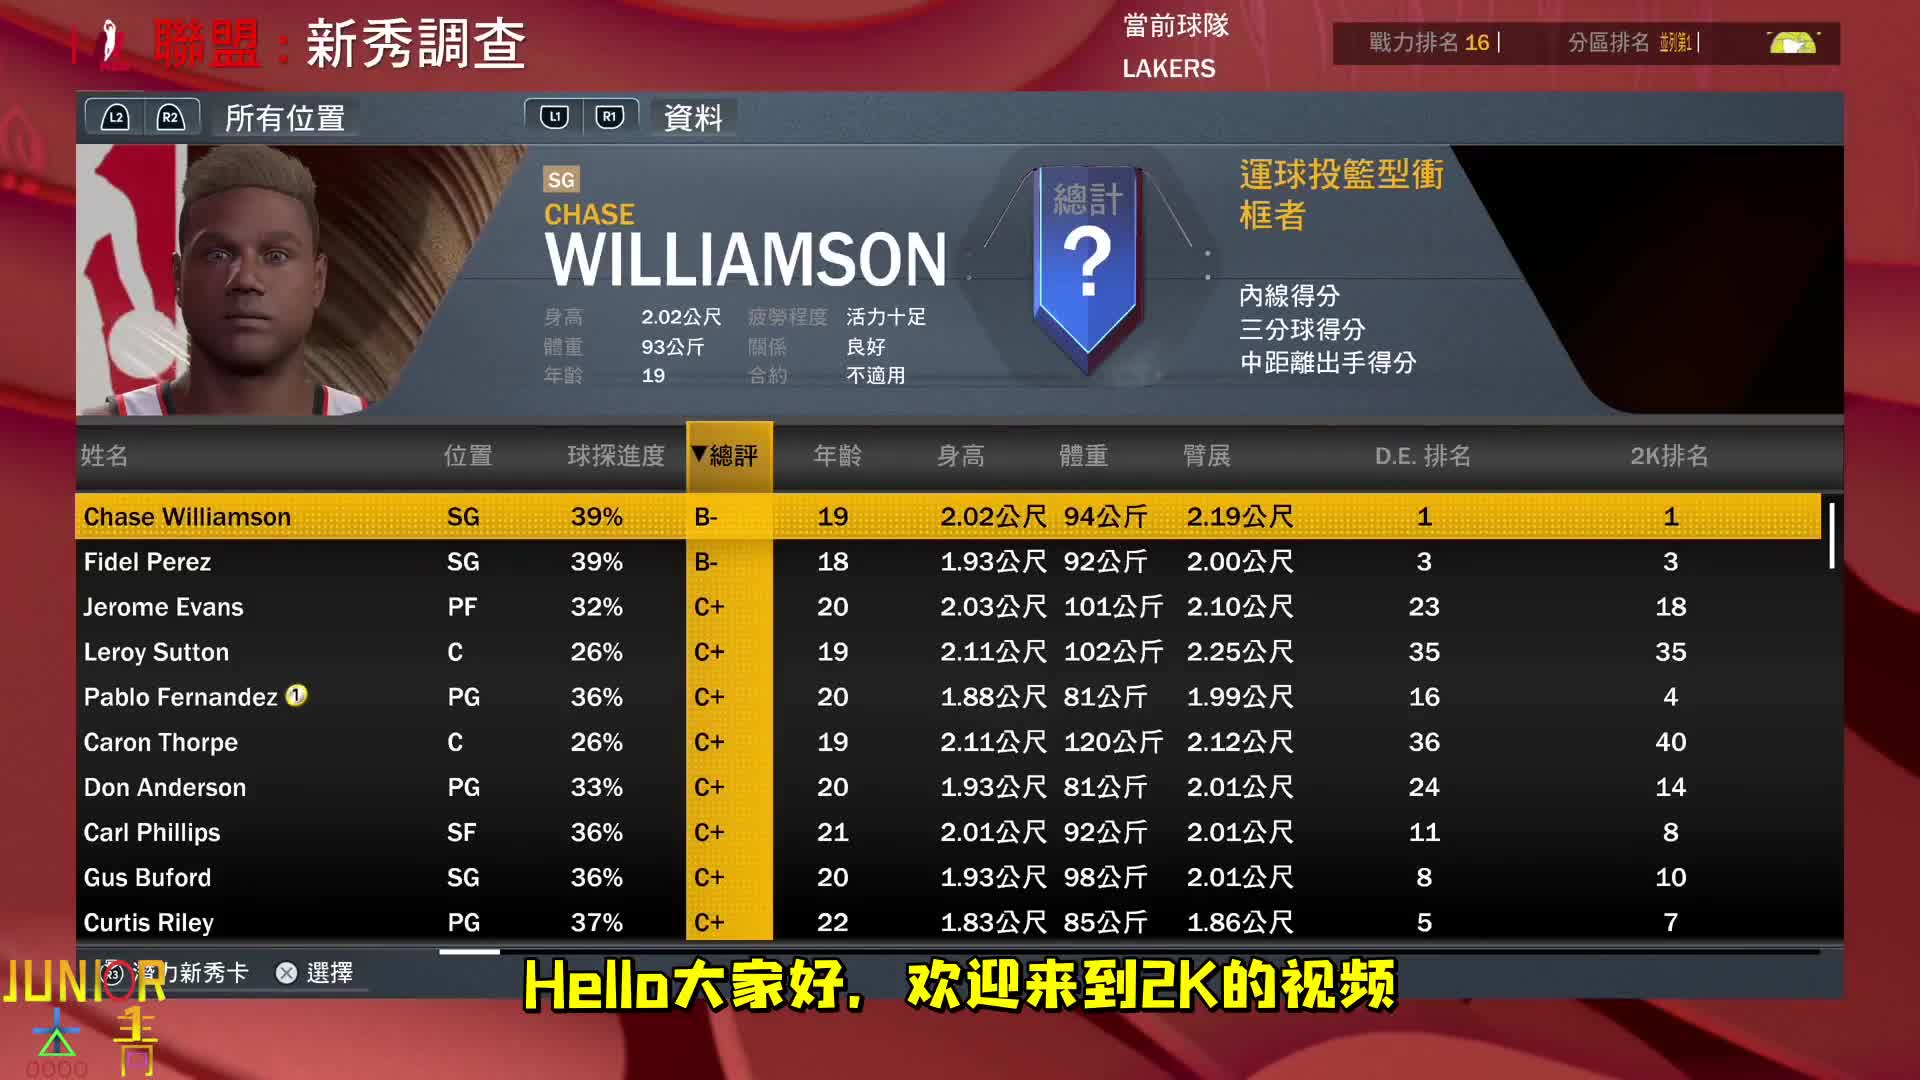 聯盟:新秀調查
當前球隊
LAKERS
戰力排名 16
分區排名 並列第1
L2 R2 所有位置
L1 R1 資料
SG
CHASE
WILLIAMSON
身高 2.02公尺 疲勞程度 活力十足
體重 93公斤 關係 良好
年齡 19 合約 不適用
總計
?
運球投籃型衝
框者
內線得分
三分球得分
中距離出手得分
姓名 位置 球探進度 ▼總評 年齡 身高 體重 臂展 D.E. 排名 2K排名
Chase Williamson SG 39% B- 19 2.02公尺 94公斤 2.19公尺 1 1
Fidel Perez SG 39% B- 18 1.93公尺 92公斤 2.00公尺 3 3
Jerome Evans PF 32% C+ 20 2.03公尺 101公斤 2.10公尺 23 18
Leroy Sutton C 26% C+ 19 2.11公尺 102公斤 2.25公尺 35 35
Pablo Fernandez 1 PG 36% C+ 20 1.88公尺 81公斤 1.99公尺 16 4
Caron Thorpe C 26% C+ 19 2.11公尺 120公斤 2.12公尺 36 40
Don Anderson PG 33% C+ 20 1.93公尺 81公斤 2.01公尺 24 14
Carl Phillips SF 36% C+ 21 2.01公尺 92公斤 2.01公尺 11 8
Gus Buford SG 36% C+ 20 1.93公尺 98公斤 2.01公尺 8 10
Curtis Riley PG 37% C+ 22 1.83公尺 85公斤 1.86公尺 5 7
R3 潛力新秀卡 選擇
JUNIOR
Hello大家好，欢迎来到2K的视频